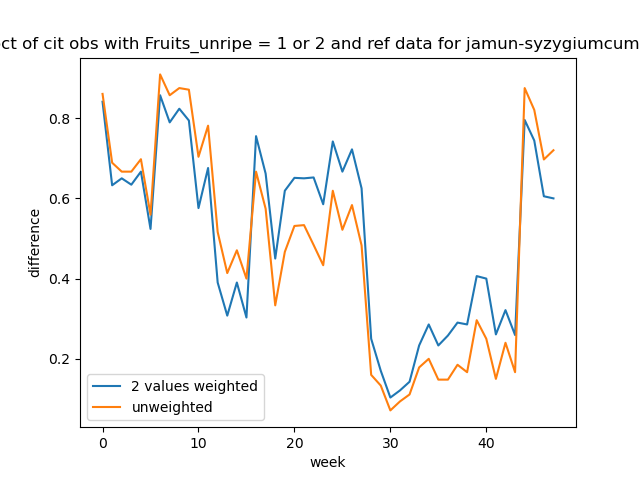 ct of cit obs with Fruits_unripe = 1 or 2 and ref data for jamun-syzygiumcum
0.8
0.6
0.4
0.2
difference
2 values weighted
unweighted
0 10 20 30 40
week